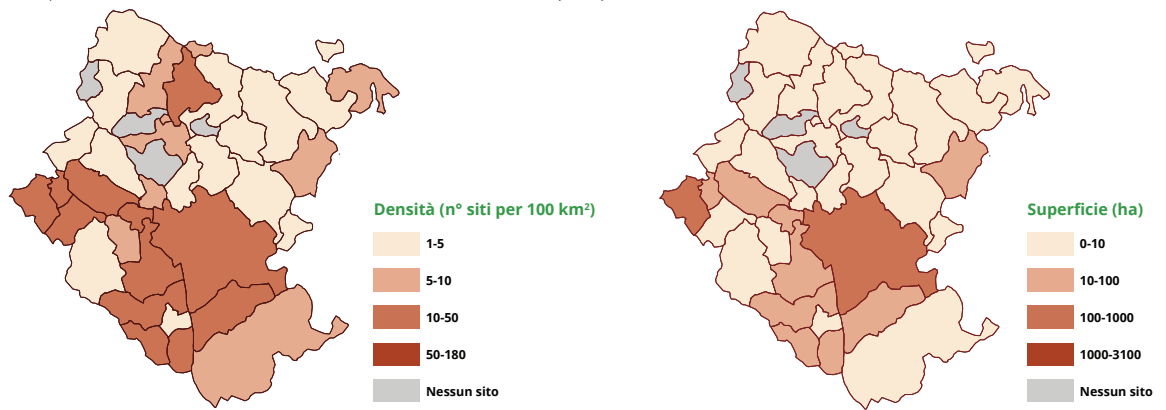 Densità (n° siti per 100 km²)
1-5
5-10
10-50
50-180
Nessun sito
Superficie (ha)
0-10
10-100
100-1000
1000-3100
Nessun sito